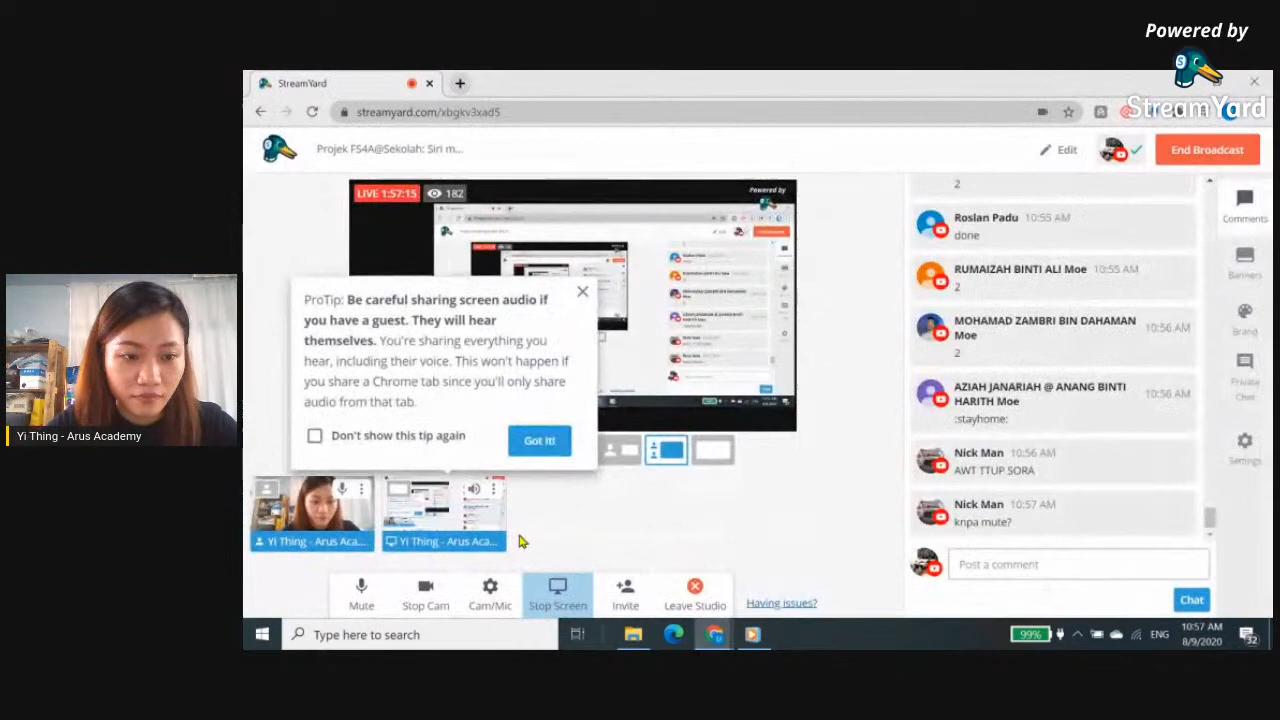 Powered by
StreamYard
StreamYard
streamyard.com/xbgkv3xad5
Projek FS4A@Sekolah: Siri m...
Edit
End Broadcast
LIVE 1:57:15
182
Powered by
ProTip: Be careful sharing screen audio if
you have a guest. They will hear
themselves. You're sharing everything you
hear, including their voice. This won't happen if
you share a Chrome tab since you'll only share
audio from that tab.
Don't show this tip again
Got It!
Yi Thing - Arus Academy
Yi Thing - Arus Aca...
Yi Thing - Arus Aca...
Mute
Stop Cam
Cam/Mic
Stop Screen
Invite
Leave Studio
Having issues?
2
Roslan Padu 10:55 AM
done
RUMAIZAH BINTI ALI Moe 10:55 AM
2
MOHAMAD ZAMBRI BIN DAHAMAN
Moe 10:56 AM
2
AZIAH JANARIAH @ ANANG BINTI
HARITH Moe 10:56 AM
:stayhome:
Nick Man 10:56 AM
AWT TTUP SORA
Nick Man 10:57 AM
knpa mute?
Post a comment
Chat
Comments
Banners
Brand
Private
Chat
Settings
Type here to search
99%
ENG
10:57 AM
8/9/2020
32